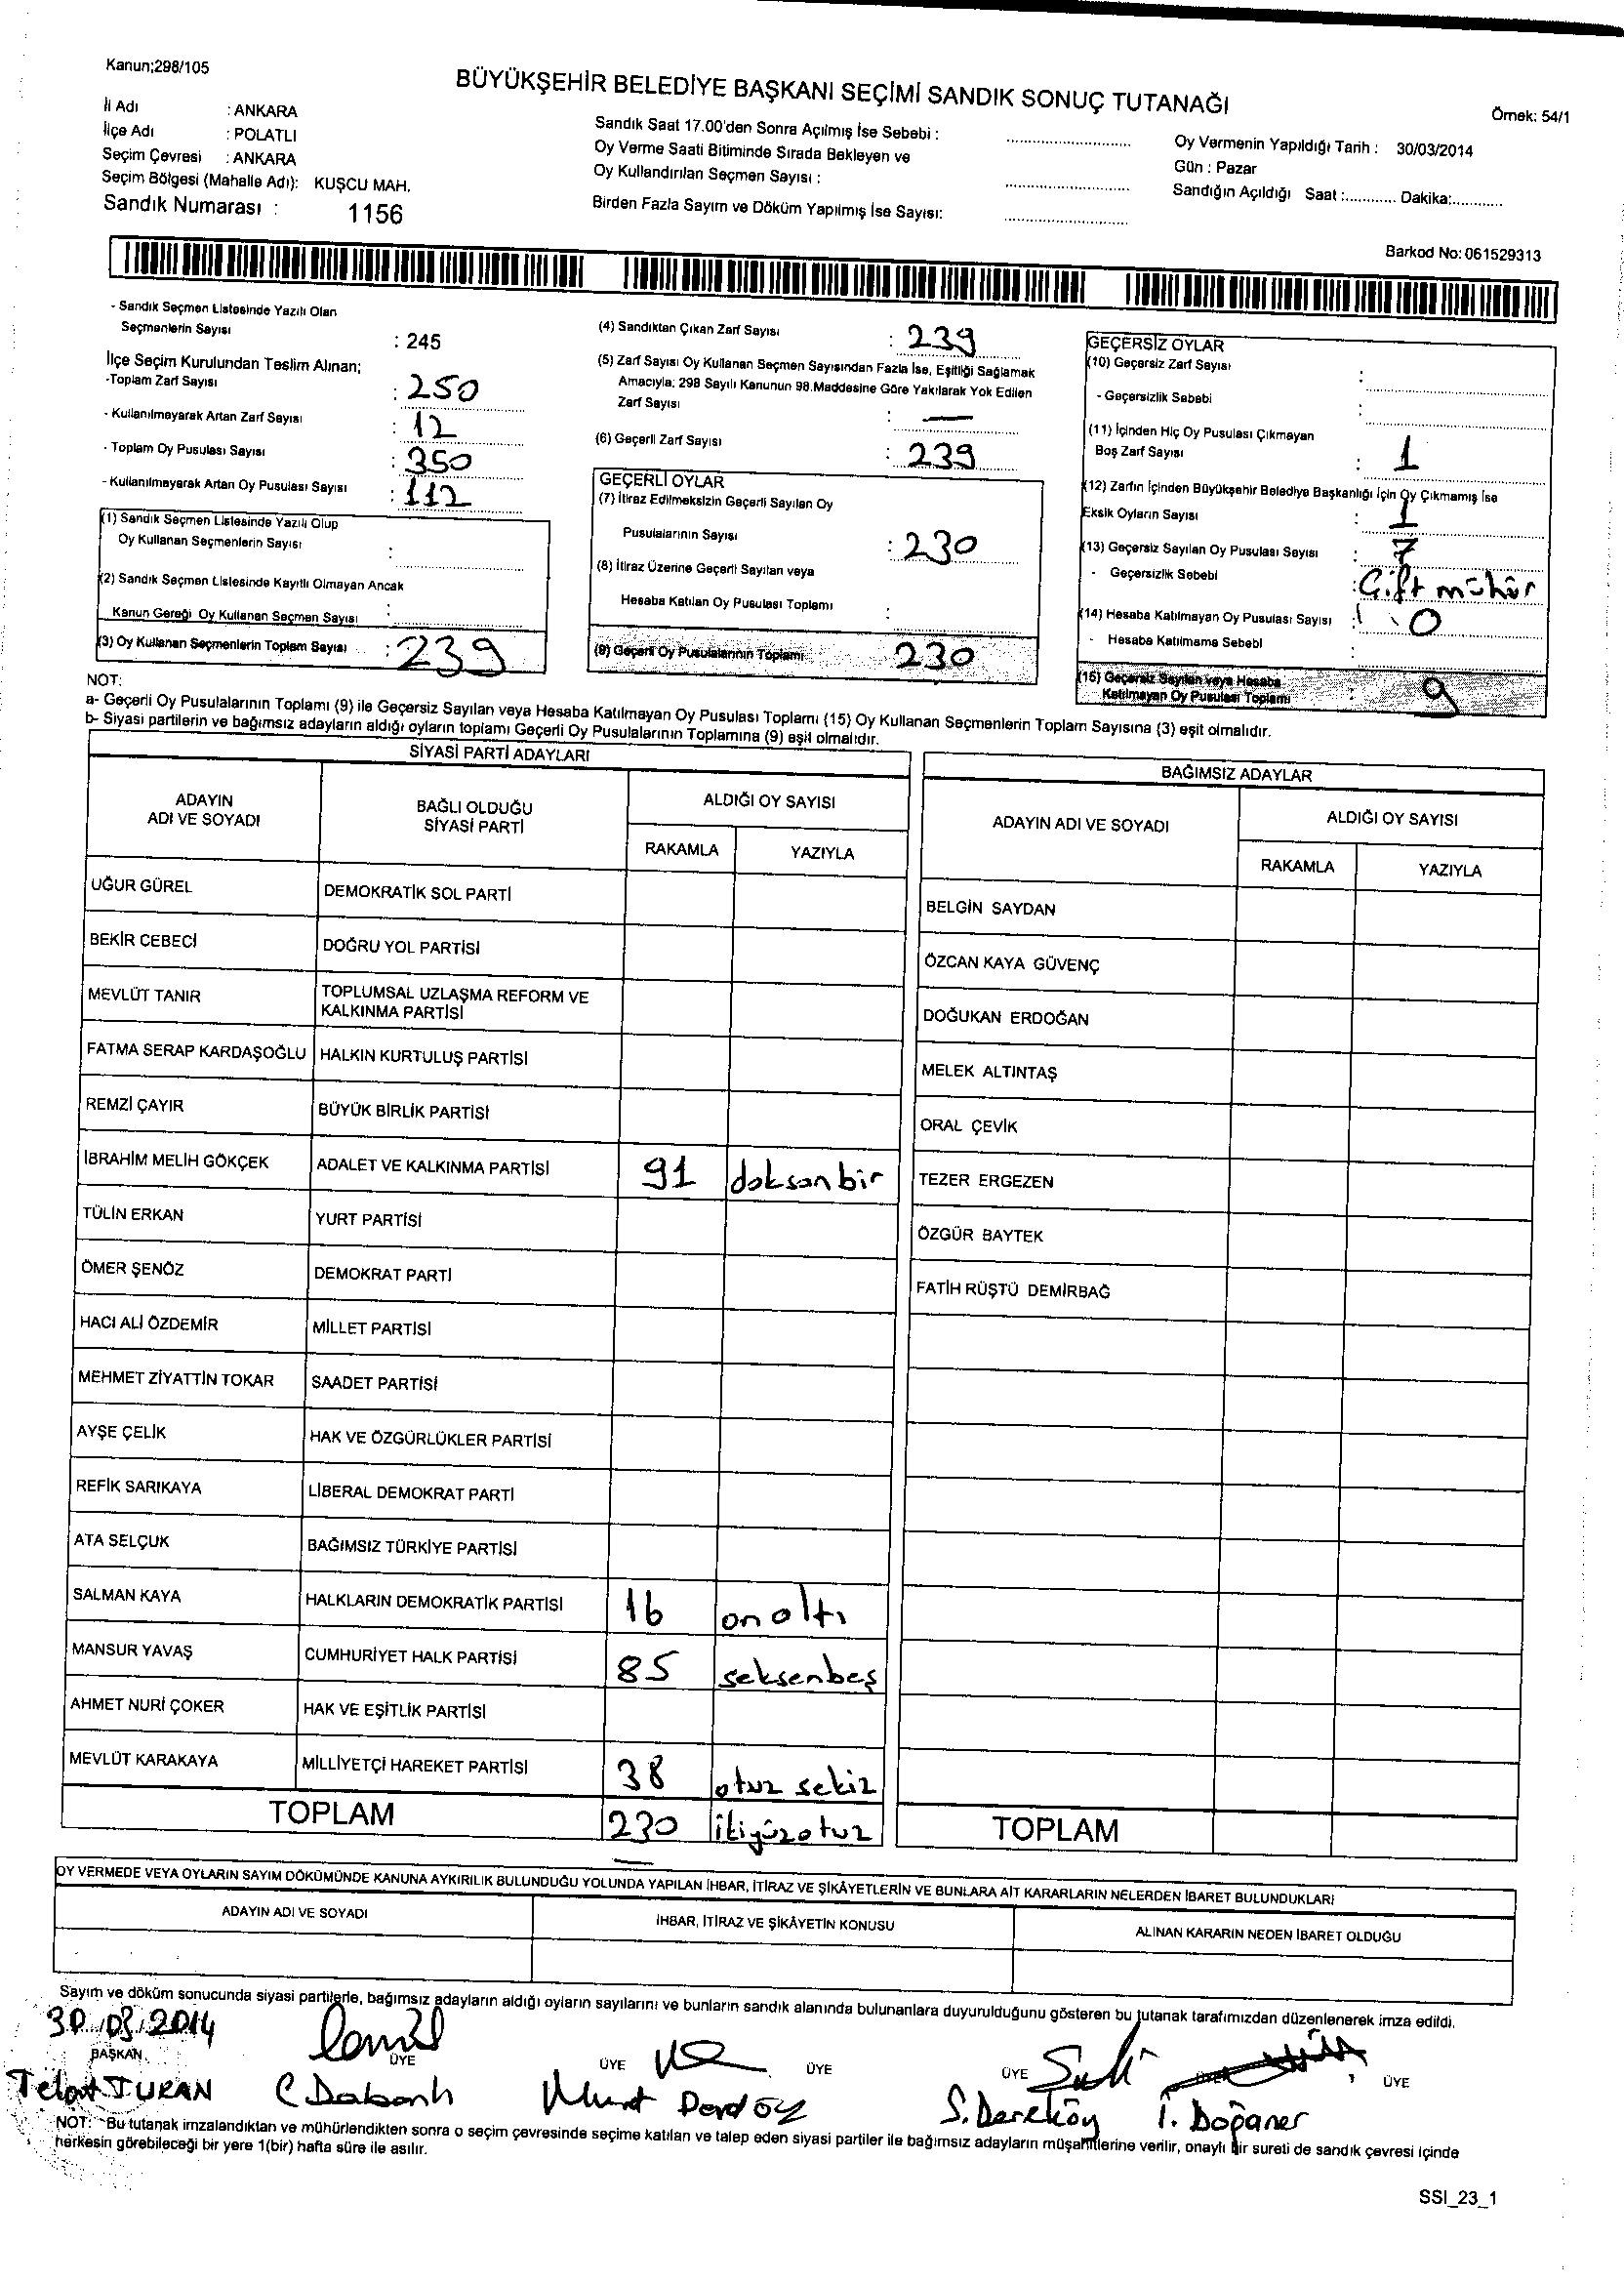 Kanun;298/105
BÜYÜKŞEHİR BELEDİYE BAŞKANI SEÇİMİ SANDIK SONUÇ TUTANAĞI
Örnek: 54/1
İl Adı : ANKARA
İlçe Adı : POLATLI
Seçim Çevresi : ANKARA
Seçim Bölgesi (Mahalle Adı): KUŞCU MAH.
Sandık Numarası : 1156
Sandık Saat 17.00'den Sonra Açılmış İse Sebebi :
Oy Verme Saati Bitiminde Sırada Bekleyen ve
Oy Kullandırılan Seçmen Sayısı :
Birden Fazla Sayım ve Döküm Yapılmış İse Sayısı:
Oy Vermenin Yapıldığı Tarih : 30/03/2014
Gün : Pazar
Sandığın Açıldığı Saat :............. Dakika:............
Barkod No: 061529313
- Sandık Seçmen Listesinde Yazılı Olan
Seçmenlerin Sayısı : 245
İlçe Seçim Kurulundan Teslim Alınan;
-Toplam Zarf Sayısı : 250
- Kullanılmayarak Artan Zarf Sayısı : 12
- Toplam Oy Pusulası Sayısı : 350
- Kullanılmayarak Artan Oy Pusulası Sayısı : 112
(1) Sandık Seçmen Listesinde Yazılı Olup
Oy Kullanan Seçmenlerin Sayısı :
(2) Sandık Seçmen Listesinde Kayıtlı Olmayan Ancak
Kanun Gereği Oy Kullanan Seçmen Sayısı :
(3) Oy Kullanan Seçmenlerin Toplam Sayısı : 239
(4) Sandıktan Çıkan Zarf Sayısı : 239
(5) Zarf Sayısı Oy Kullanan Seçmen Sayısından Fazla İse, Eşitliği Sağlamak
Amacıyla; 298 Sayılı Kanunun 98.Maddesine Göre Yakılarak Yok Edilen
Zarf Sayısı : —
(6) Geçerli Zarf Sayısı : 239
GEÇERLİ OYLAR
(7) İtiraz Edilmeksizin Geçerli Sayılan Oy
Pusulalarının Sayısı : 230
(8) İtiraz Üzerine Geçerli Sayılan veya
Hesaba Katılan Oy Pusulası Toplamı :
(9) Geçerli Oy Pusulalarının Toplamı 230
GEÇERSİZ OYLAR
(10) Geçersiz Zarf Sayısı :
- Geçersizlik Sebebi :
(11) İçinden Hiç Oy Pusulası Çıkmayan
Boş Zarf Sayısı : 1
(12) Zarfın İçinden Büyükşehir Belediye Başkanlığı İçin Oy Çıkmamış İse
Eksik Oyların Sayısı : 1
(13) Geçersiz Sayılan Oy Pusulası Sayısı : 7
- Geçersizlik Sebebi : Çift mühür
(14) Hesaba Katılmayan Oy Pusulası Sayısı : 0
- Hesaba Katılmama Sebebi :
(15) Geçersiz Sayılan veya Hesaba
Katılmayan Oy Pusulası Toplamı : 9
NOT:
a- Geçerli Oy Pusulalarının Toplamı (9) ile Geçersiz Sayılan veya Hesaba Katılmayan Oy Pusulası Toplamı (15) Oy Kullanan Seçmenlerin Toplam Sayısına (3) eşit olmalıdır.
b- Siyasi partilerin ve bağımsız adayların aldığı oyların toplamı Geçerli Oy Pusulalarının Toplamına (9) eşit olmalıdır.
SİYASİ PARTİ ADAYLARI
ADAYIN ADI VE SOYADI
BAĞLI OLDUĞU SİYASİ PARTİ
ALDIĞI OY SAYISI
RAKAMLA YAZIYLA
UĞUR GÜREL DEMOKRATİK SOL PARTİ
BEKİR CEBECİ DOĞRU YOL PARTİSİ
MEVLÜT TANIR TOPLUMSAL UZLAŞMA REFORM VE
KALKINMA PARTİSİ
FATMA SERAP KARDAŞOĞLU HALKIN KURTULUŞ PARTİSİ
REMZİ ÇAYIR BÜYÜK BİRLİK PARTİSİ
İBRAHİM MELİH GÖKÇEK ADALET VE KALKINMA PARTİSİ 91 doksanbir
TÜLİN ERKAN YURT PARTİSİ
ÖMER ŞENÖZ DEMOKRAT PARTİ
HACI ALİ ÖZDEMİR MİLLET PARTİSİ
MEHMET ZİYATTİN TOKAR SAADET PARTİSİ
AYŞE ÇELİK HAK VE ÖZGÜRLÜKLER PARTİSİ
REFİK SARIKAYA LİBERAL DEMOKRAT PARTİ
ATA SELÇUK BAĞIMSIZ TÜRKİYE PARTİSİ
SALMAN KAYA HALKLARIN DEMOKRATİK PARTİSİ 16 on altı
MANSUR YAVAŞ CUMHURİYET HALK PARTİSİ 85 seksenbeş
AHMET NURİ ÇOKER HAK VE EŞİTLİK PARTİSİ
MEVLÜT KARAKAYA MİLLİYETÇİ HAREKET PARTİSİ 38 otuz sekiz
TOPLAM 230 ikiyüzotuz
BAĞIMSIZ ADAYLAR
ADAYIN ADI VE SOYADI
ALDIĞI OY SAYISI
RAKAMLA YAZIYLA
BELGİN SAYDAN
ÖZCAN KAYA GÜVENÇ
DOĞUKAN ERDOĞAN
MELEK ALTINTAŞ
ORAL ÇEVİK
TEZER ERGEZEN
ÖZGÜR BAYTEK
FATİH RÜŞTÜ DEMİRBAĞ
TOPLAM
OY VERMEDE VEYA OYLARIN SAYIM DÖKÜMÜNDE KANUNA AYKIRILIK BULUNDUĞU YOLUNDA YAPILAN İHBAR, İTİRAZ VE ŞİKÂYETLERİN VE BUNLARA AİT KARARLARIN NELERDEN İBARET BULUNDUKLARI
ADAYIN ADI VE SOYADI
İHBAR, İTİRAZ VE ŞİKÂYETİN KONUSU
ALINAN KARARIN NEDEN İBARET OLDUĞU
Sayım ve döküm sonucunda siyasi partilerle, bağımsız adayların aldığı oyların sayılarını ve bunların sandık alanında bulunanlara duyurulduğunu gösteren bu tutanak tarafımızdan düzenlenerek imza edildi.
30/03/2014
BAŞKAN ÜYE ÜYE ÜYE ÜYE ÜYE
TURAN S. Dereköy
NOT: Bu tutanak imzalandıktan ve mühürlendikten sonra o seçim çevresinde seçime katılan ve talep eden siyasi partiler ile bağımsız adayların müşahitlerine verilir, onaylı bir sureti de sandık çevresi içinde
herkesin görebileceği bir yere 1(bir) hafta süre ile asılır.
SSI_23_1